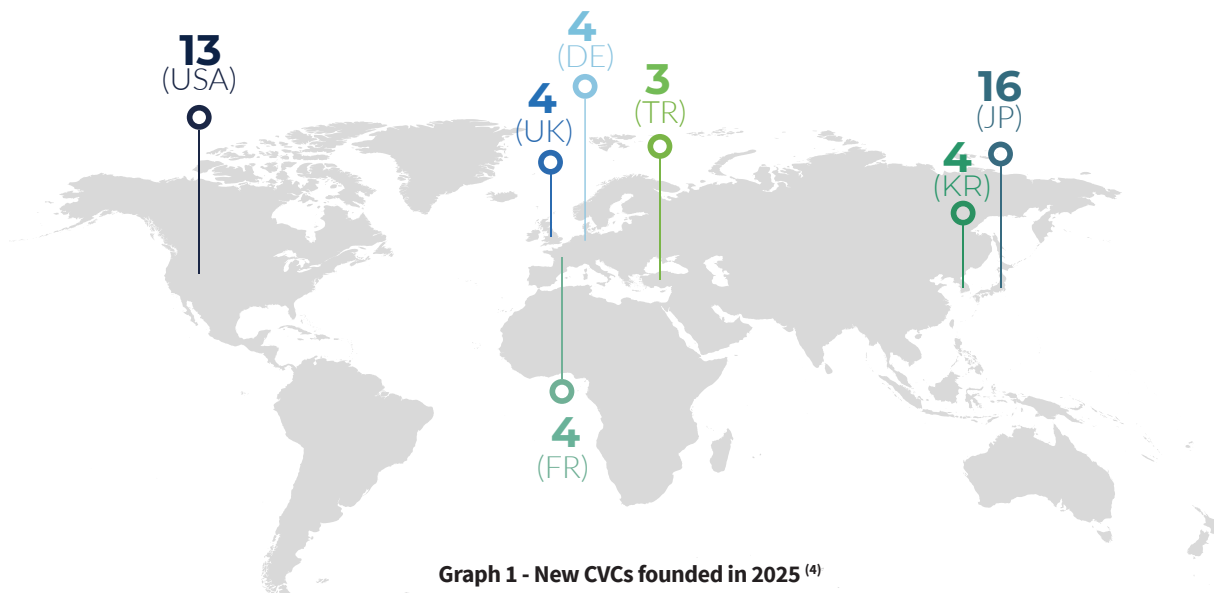 13
(USA)
4
(UK)
4
(DE)
3
(TR)
4
(KR)
16
(JP)
4
(FR)
Graph 1 - New CVCs founded in 2025 (4)